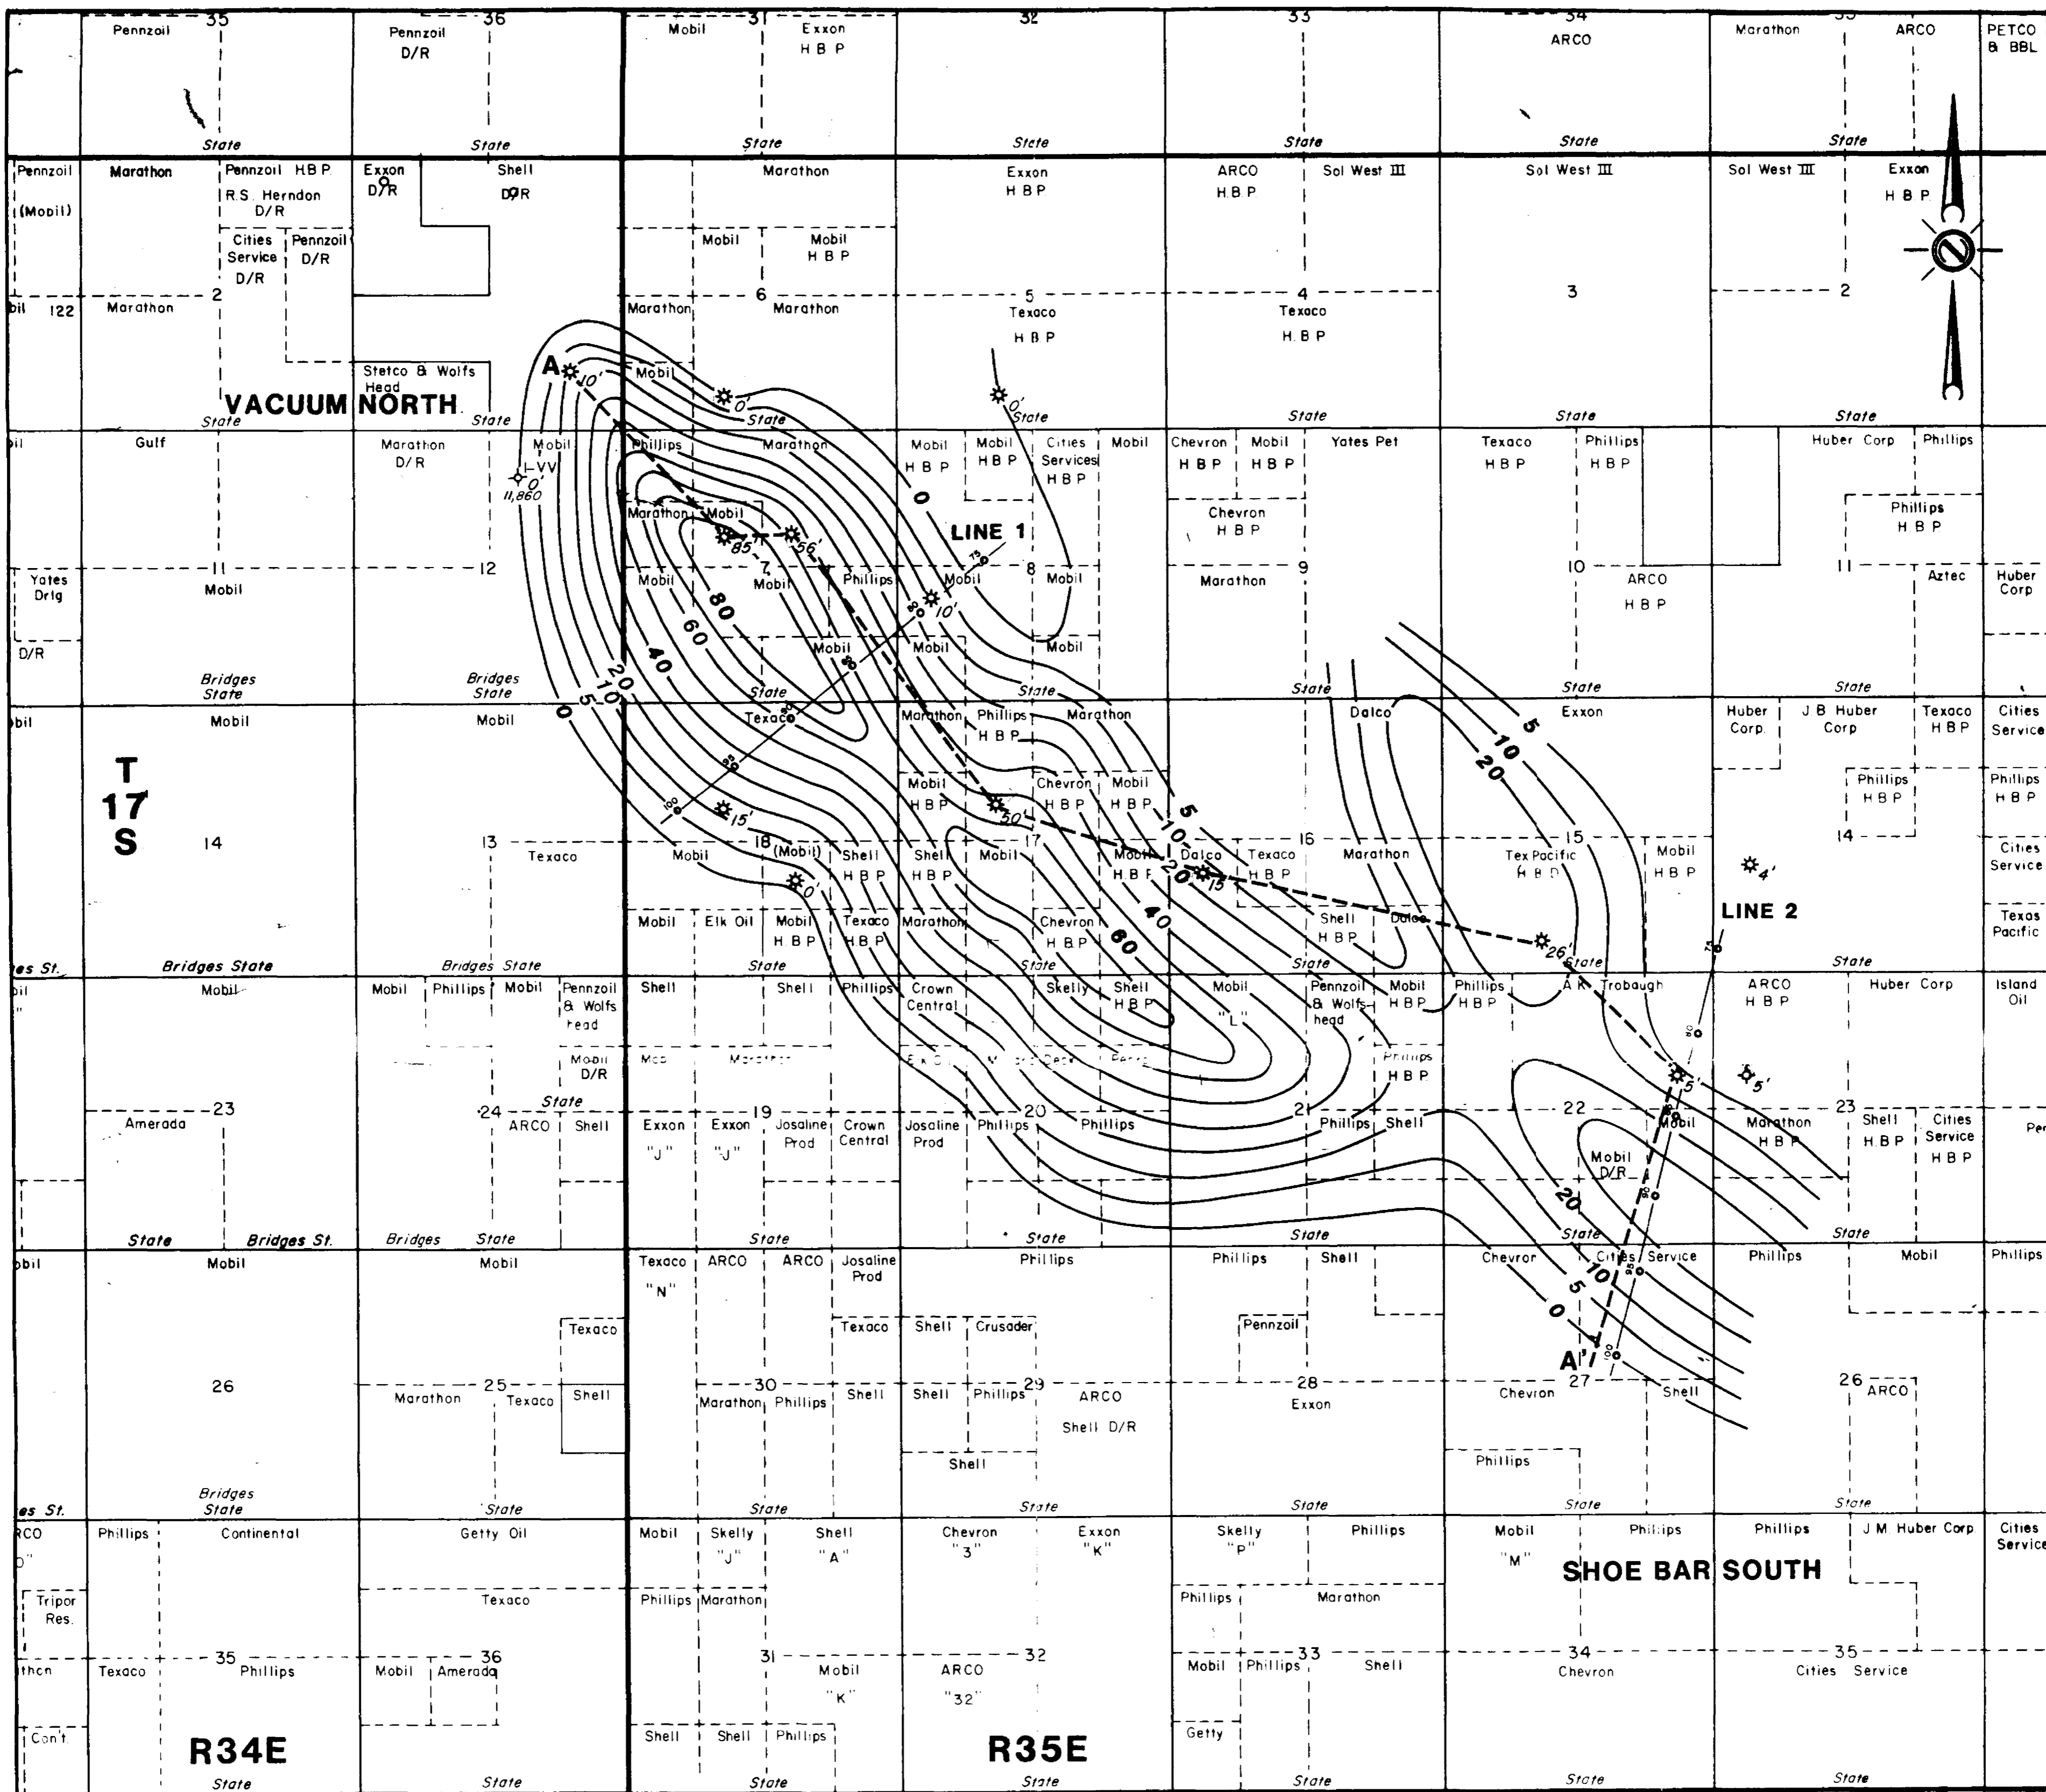 35 36 31 32 33 34 35
Pennzoil Pennzoil Mobil Exxon ARCO Marathon ARCO PETCO
D/R H B P & BBL
State State State State State State State
Pennzoil Marathon Pennzoil H.B.P. Exxon Shell Marathon Exxon ARCO Sol West III Sol West III Sol West III Exxon
(Mobil) R.S. Herndon D/R D/R H B P H.B.P. H B P
D/R
Cities Pennzoil Mobil Mobil
Service D/R H B P
D/R
2 6 5 4 3 2
122 Marathon Marathon Marathon Texaco Texaco
H B P H.B.P
A 10' Stetco & Wolfs Mobil
Head
VACUUM NORTH 0' 0'
State State State State State State State
Gulf Marathon Mobil Phillips Marathon Mobil Mobil Cities Mobil Chevron Mobil Yates Pet Texaco Phillips Huber Corp Phillips
D/R H B P H B P Services H B P H B P H B P H B P
H B P
I-VV
0' 0
11,860
Marathon Mobil Chevron Phillips
H B P H B P
85' 56' LINE 1 75
11 12 7 8 9 10 11
Yates Mobil Mobil Mobil Phillips Mobil Mobil Marathon ARCO Aztec Huber
Drlg H B P Corp
80 80 10'
60
D/R 40 Mobil Mobil Mobil
20 10 5 0
Bridges Bridges
State State State State State State State
Mobil Mobil Texaco Marathon Phillips Marathon Dalco Exxon Huber J B Huber Texaco Cities
H B P Corp. Corp H B P Service
5 10 20
95
T
17
S
Mobil Chevron Mobil Phillips Phillips
H B P H B P H B P H B P H B P
100 15' 50' 5 10 20
14 13 18 17 16 15 14
Texaco Mobil (Mobil) Shell Shell Mobil Mobil Dalco Texaco Marathon Tex Pacific Mobil Cities
H B P H B P H B P H B P Service
0' 15' 40 4'
Mobil Elk Oil Mobil Texaco Marathon Chevron Shell Dalco LINE 2 Texas
H B P H B P H B P H B P Pacific
26' 75
es St. Bridges State Bridges State State State State State State
Mobil Mobil Phillips Mobil Pennzoil Shell Shell Phillips Crown Skelly Shell Mobil Pennzoil Mobil Phillips A K Trobaugh ARCO Huber Corp Island
& Wolfs Central H B P "L" & Wolfs- H B P H B P H B P Oil
head head
80
Mobil Marathon Phillips
D/R H B P
5' 5'
State
23 24 19 20 21 22 23
Amerada ARCO Shell Exxon Exxon Josaline Crown Josaline Phillips Phillips Phillips Shell Mobil Marathon Shell Cities
"J" "J" Prod Central Prod H B P H B P Service
H B P
Mobil
D/R
90
20
State Bridges St. Bridges State State State State State State
Mobil Mobil Texaco ARCO ARCO Josaline Phillips Phillips Shell Chevron Cities Service Phillips Mobil Phillips
"N" Prod
10 95
5
0
Texaco Texaco Shell Crusader Pennzoil
A' 100
26 25 30 29 28 27 26
Marathon Texaco Shell Marathon Phillips Shell Shell Phillips ARCO Exxon Chevron Shell ARCO
Shell D/R
Shell Phillips
Bridges
es St. State State State State State State State
Phillips Continental Getty Oil Mobil Skelly Shell Chevron Exxon Skelly Phillips Mobil Phillips Phillips J M Huber Corp Cities
"J" "A" "3" "K" "P" "M" Service
SHOE BAR SOUTH
Tripor Texaco Phillips Marathon Phillips Marathon
Res.
35 36 31 32 33 34 35
Texaco Phillips Mobil Amerada Mobil ARCO Mobil Phillips Shell Chevron Cities Service
"K" "32"
Con't. R34E Shell Shell Phillips R35E Getty
State State State State State State State